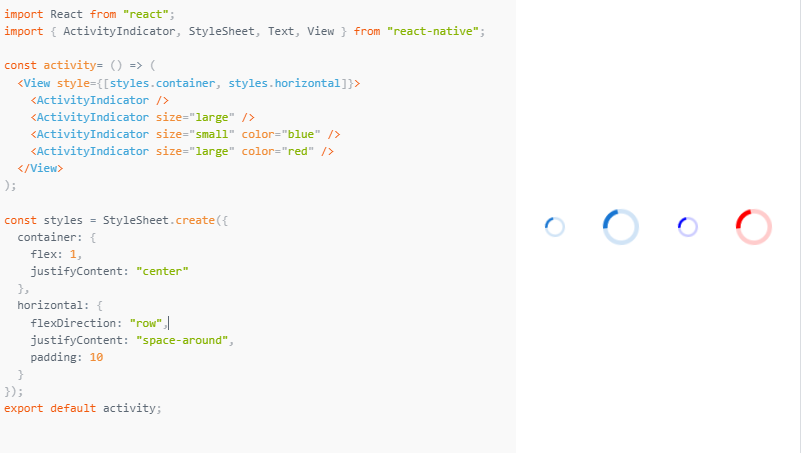 import React from "react";
import { ActivityIndicator, StyleSheet, Text, View } from "react-native";

const activity= () => (
  <View style={[styles.container, styles.horizontal]}>
    <ActivityIndicator />
    <ActivityIndicator size="large" />
    <ActivityIndicator size="small" color="blue" />
    <ActivityIndicator size="large" color="red" />
  </View>
);

const styles = StyleSheet.create({
  container: {
    flex: 1,
    justifyContent: "center"
  },
  horizontal: {
    flexDirection: "row",
    justifyContent: "space-around",
    padding: 10
  }
});
export default activity;